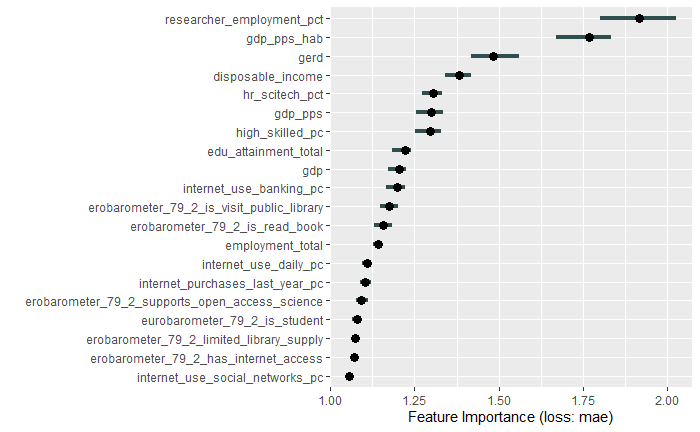 researcher_employment_pct
gdp_pps_hab
gerd
disposable_income
hr_scitech_pct
gdp_pps
high_skilled_pc
edu_attainment_total
gdp
internet_use_banking_pc
erobarometer_79_2_is_visit_public_library
erobarometer_79_2_is_read_book
employment_total
internet_use_daily_pc
internet_purchases_last_year_pc
erobarometer_79_2_supports_open_access_science
eurobarometer_79_2_is_student
erobarometer_79_2_limited_library_supply
erobarometer_79_2_has_internet_access
internet_use_social_networks_pc
1.00 1.25 1.50 1.75 2.00
Feature Importance (loss: mae)